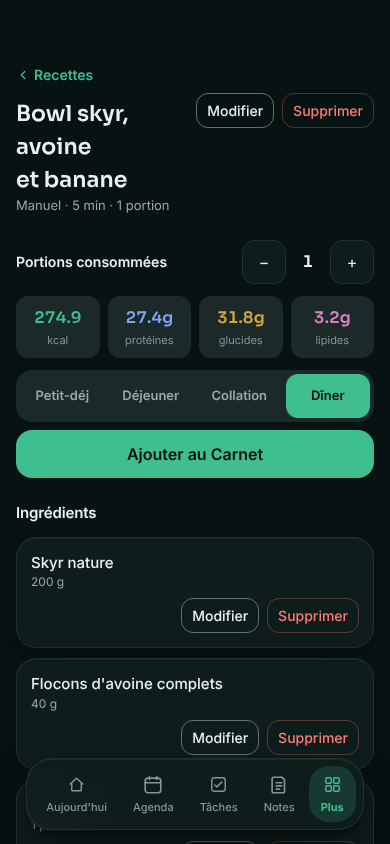 Recettes
Bowl skyr,
avoine
et banane
Modifier
Supprimer
Manuel · 5 min · 1 portion
Portions consommées
−
1
+
274.9
kcal
27.4g
protéines
31.8g
glucides
3.2g
lipides
Petit-déj
Déjeuner
Collation
Dîner
Ajouter au Carnet
Ingrédients
Skyr nature
200 g
Modifier
Supprimer
Flocons d'avoine complets
40 g
Modifier
Supprimer
Aujourd'hui
Agenda
Tâches
Notes
Plus